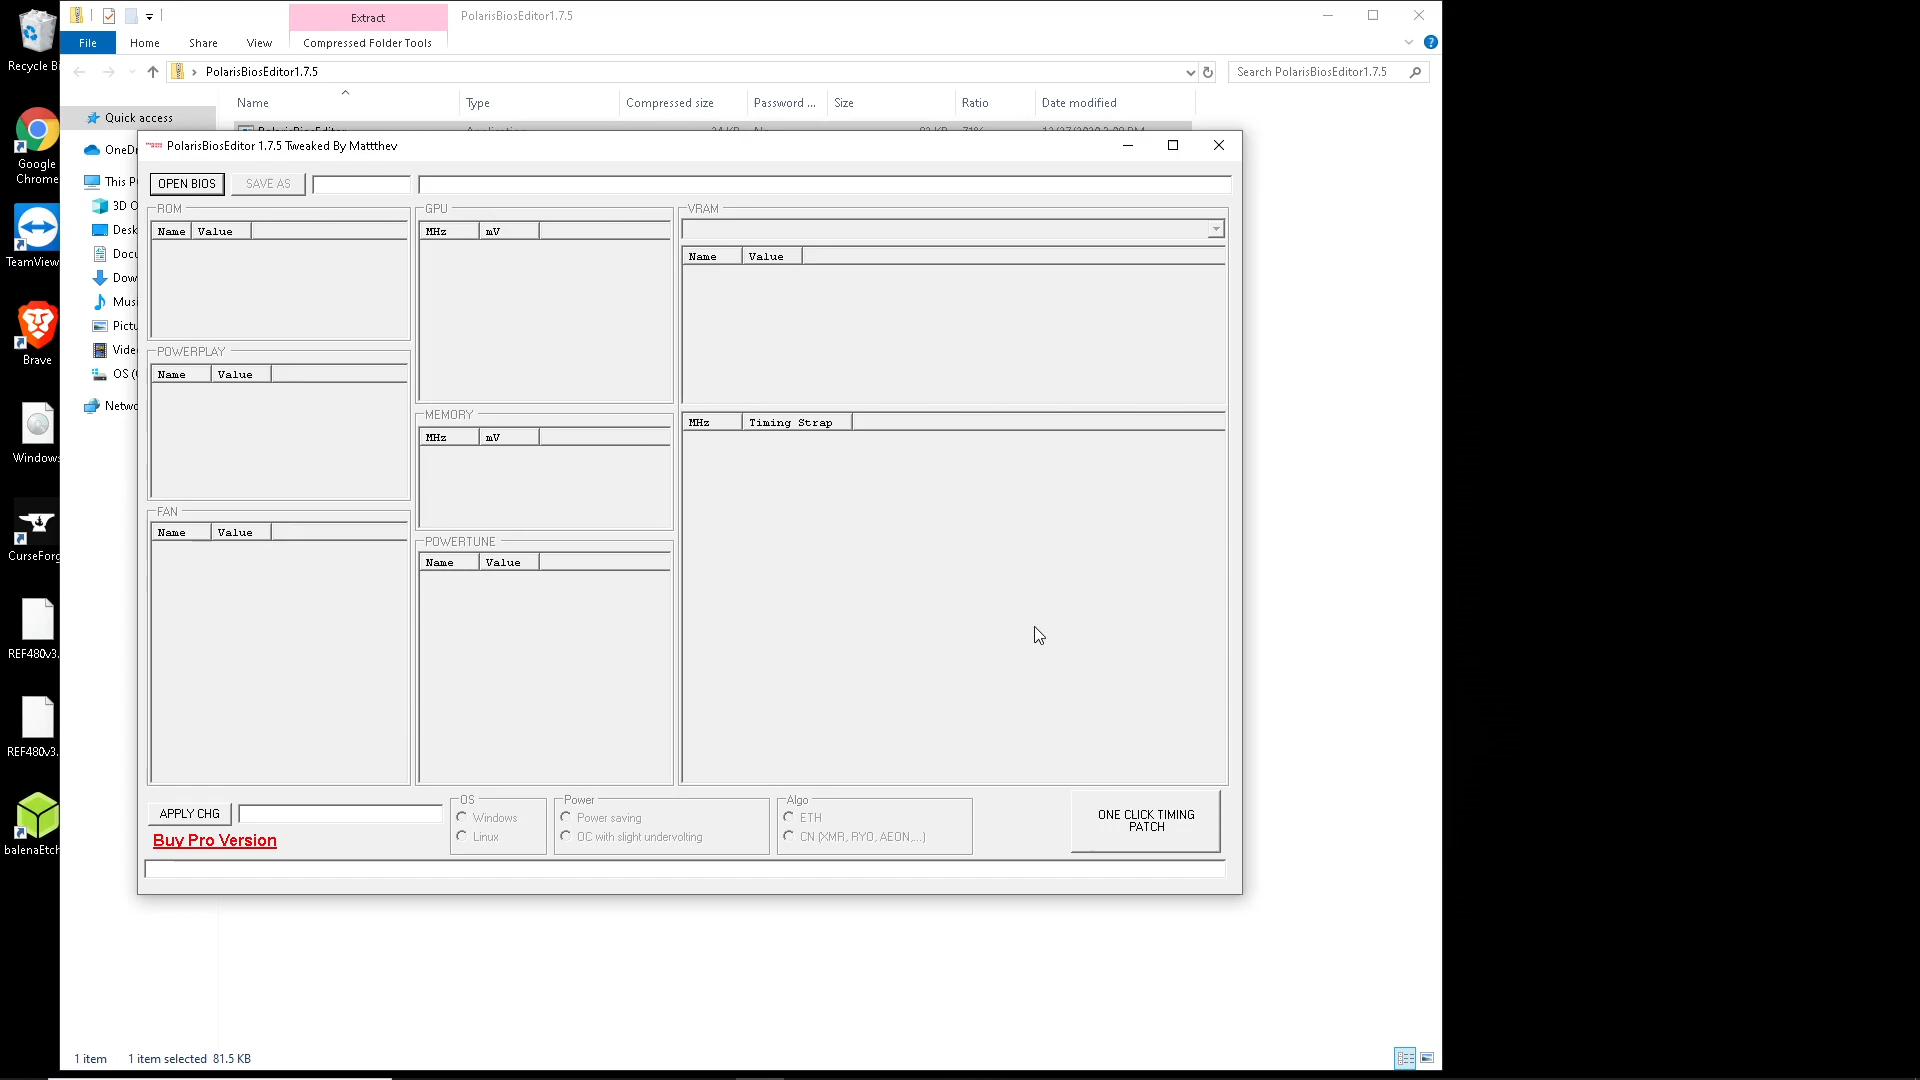 Recycle Bi
Google
Chrome
TeamView
Brave
Windows
CurseForg
REF480v3.
REF480v3.
balenaEtch
Extract
PolarisBiosEditor1.7.5
File
Home
Share
View
Compressed Folder Tools
PolarisBiosEditor1.7.5
Search PolarisBiosEditor1.7.5
Name
Type
Compressed size
Password ...
Size
Ratio
Date modified
Quick access
OneDr
This P
3D O
Desk
Docu
Dow
Musi
Pictu
Vide
OS (
Netwo
PolarisBiosEditor 1.7.5 Tweaked By Mattthev
OPEN BIOS
SAVE AS
ROM
Name Value
POWERPLAY
Name Value
FAN
Name Value
GPU
MHz mV
MEMORY
MHz mV
POWERTUNE
Name Value
VRAM
Name Value
MHz Timing Strap
APPLY CHG
Buy Pro Version
OS
Windows
Linux
Power
Power saving
OC with slight undervolting
Algo
ETH
CN (XMR, RYO, AEON,...)
ONE CLICK TIMING
PATCH
1 item 1 item selected 81.5 KB